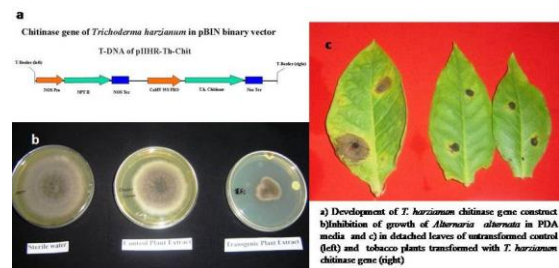 a
Chitinase gene of Trichoderma harzianum in pBIN binary vector
T-DNA of pIIHR-Th-Chit
T-Border (left)
T-Border (right)
NOS Pro
NPT II
NOS Ter
CaMV 35S PRO
T.h. Chitinase
Nos Ter
b
Sterile water
Control Plant Extract
Transgenic Plant Extract
c
a) Development of T. harzianum chitinase gene construct
b)Inhibition of growth of Alternaria alternata in PDA
media and c) in detached leaves of untransformed control
(left) and tobacco plants transformed with T. harzianum
chitinase gene (right)